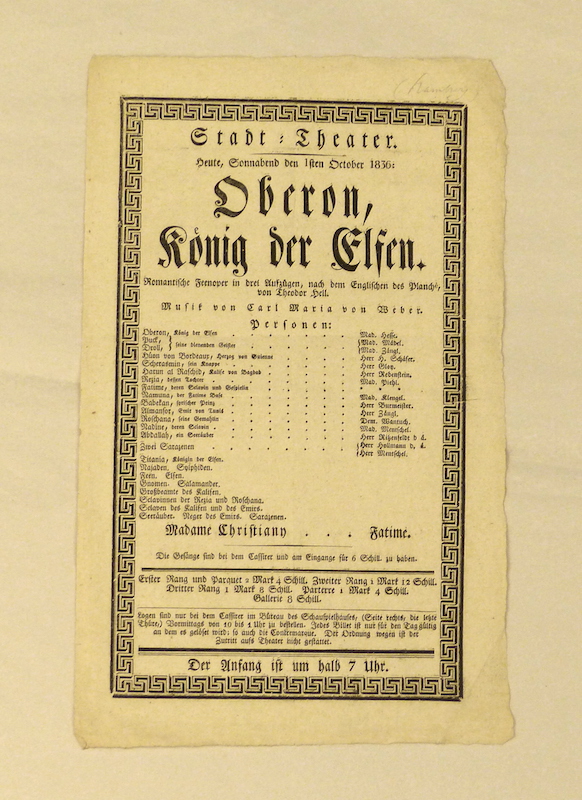 Stadt-Theater.
Heute, Sonnabend den 1sten October 1836:
Oberon,
König der Elfen.
Romantische Feenoper in drei Aufzügen, nach dem Englischen des Planché,
von Theodor Hell.
Musik von Carl Maria von Weber.
Personen:
Oberon, König der Elfen . . . . . . . Mad. Hesse.
Puck, } seine dienenden Geister . . . . . . { Mad. Mädel.
Droll, } { Mad. Zängl.
Hüon von Bordeaux, Herzog von Guienne . . . . . Herr H. Schäfer.
Scherasmin, sein Knappe . . . . . . . Herr Gloy.
Harun al Raschid, Kalife von Bagdad . . . . . Herr Rebenstein.
Rezia, dessen Tochter . . . . . . . Mad. Piehl.
Fatime, deren Sclavin und Gespielin . . . . . .
Namuna, der Fatime Base . . . . . . . Mad. Klengel.
Babekan, syrischer Prinz . . . . . . . Herr Burmeister.
Almansor, Emir von Tunis . . . . . . . Herr Zängl.
Roschana, seine Gemahlin . . . . . . . Dem.
Nadine, deren Sclavin . . . . . . . Mad. Mentschel.
Abdallah, ein Seeräuber . . . . . . . Herr d ä.
Zwei Sarazenen . . . . . . . { Herr d. ä.
{ Herr Mentschel.
Titania, Königin der Elfen.
Najaden. Sylphiden.
Feen. Elfen.
Gnomen. Salamander.
Großbeamte des Kalifen.
Sclavinnen der Rezia und Roschana.
Sclaven des Kalifen und des Emirs.
Seeräuber. Neger des Emirs. Sarazenen.
Madame Christiany . . . Fatime.
Die Gesänge sind bei dem Cassirer und am Eingange für 6 Schill. zu haben.
Erster Rang und Parquet 2 Mark 4 Schill. Zweiter Rang 1 Mark 12 Schill.
Dritter Rang 1 Mark 8 Schill. Parterre 1 Mark 4 Schill.
Gallerie 8 Schill.
Logen sind nur bei dem Cassirer im Büreau des Schauspielhauses, (Seite rechts, die letzte
Thüre,) Vormittags von 10 bis 3 Uhr zu bestellen. Jedes Billet ist nur für den Tag gültig
an dem es gelöset wird; so auch die Contremarque. Der Ordnung wegen ist der
Zutritt aufs Theater nicht gestattet.
Der Anfang ist um halb 7 Uhr.